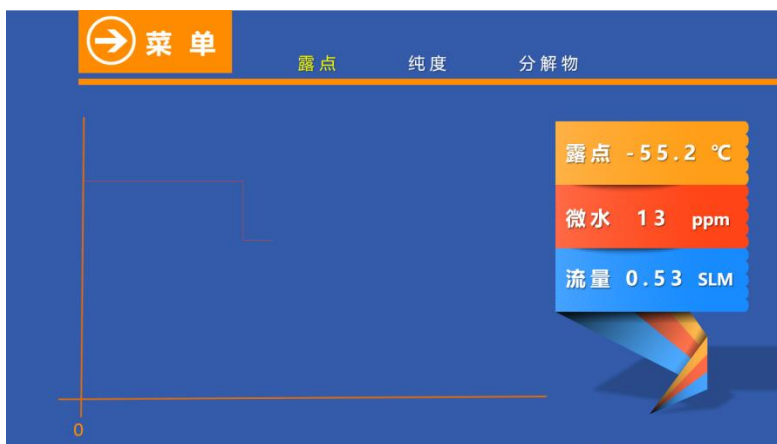 菜单
露点 纯度 分解物
露点 -55.2 ℃
微水 13 ppm
流量 0.53 SLM
0